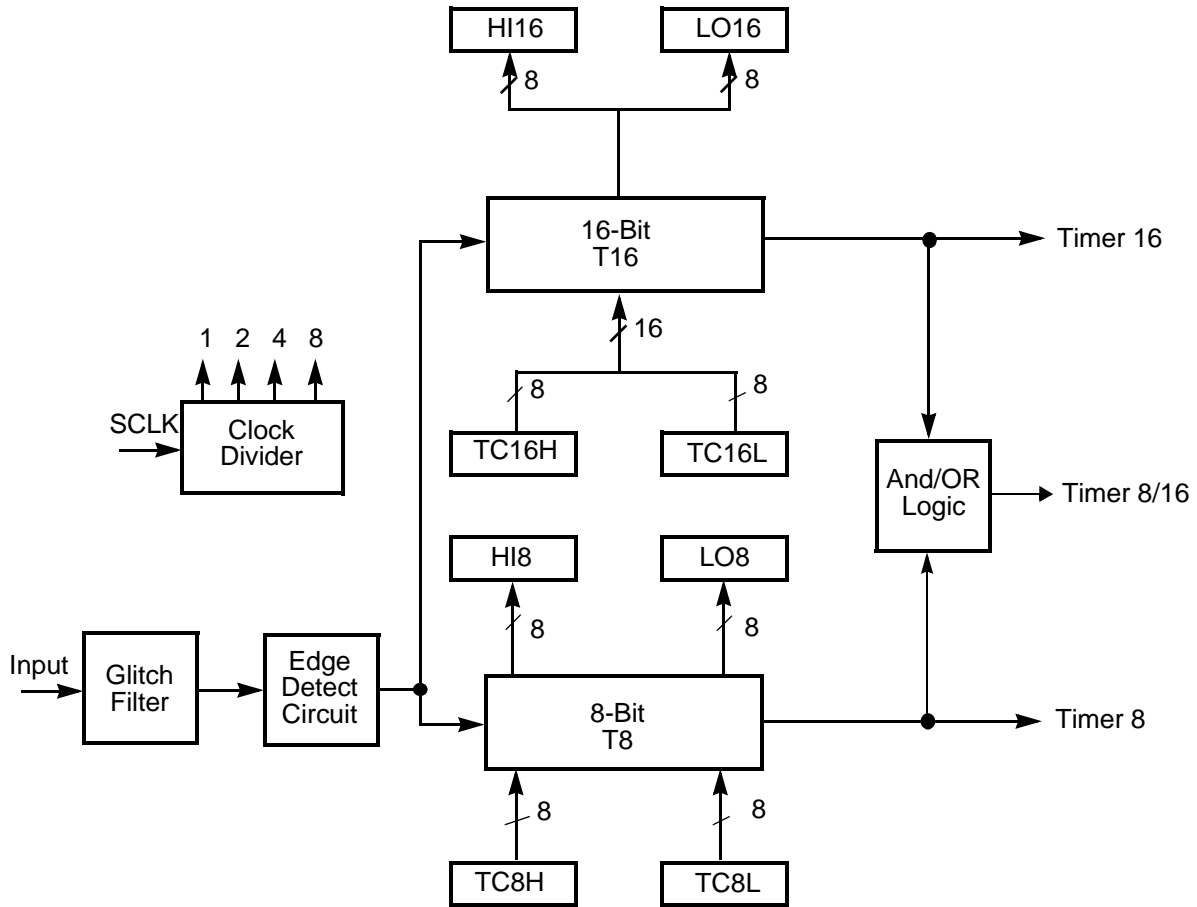 HI16
LO16
8
8
16-Bit
T16
Timer 16
16
1
2
4
8
8
8
SCLK
Clock
Divider
TC16H
TC16L
And/OR
Logic
Timer 8/16
HI8
LO8
8
8
Input
Glitch
Filter
Edge
Detect
Circuit
8-Bit
T8
Timer 8
8
8
TC8H
TC8L